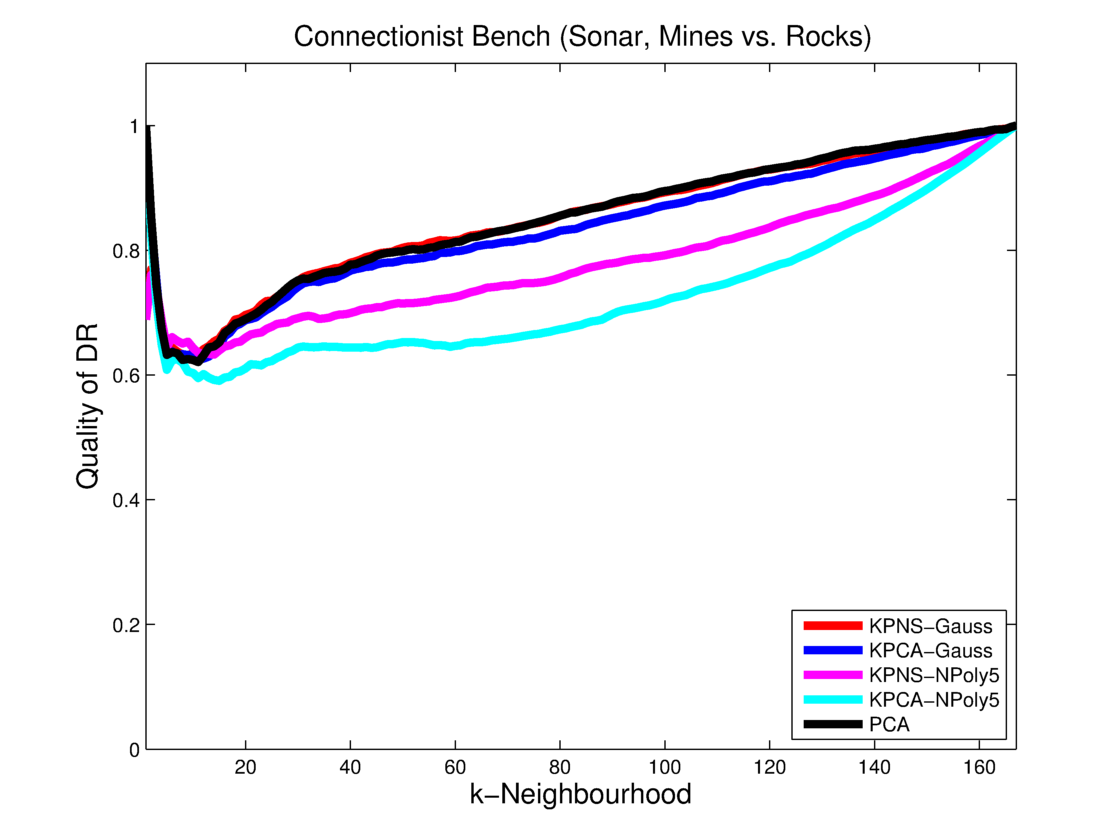 Connectionist Bench (Sonar, Mines vs. Rocks)
1
0.8
0.6
0.4
0.2
0
Quality of DR
20 40 60 80 100 120 140 160
k−Neighbourhood
KPNS−Gauss
KPCA−Gauss
KPNS−NPoly5
KPCA−NPoly5
PCA